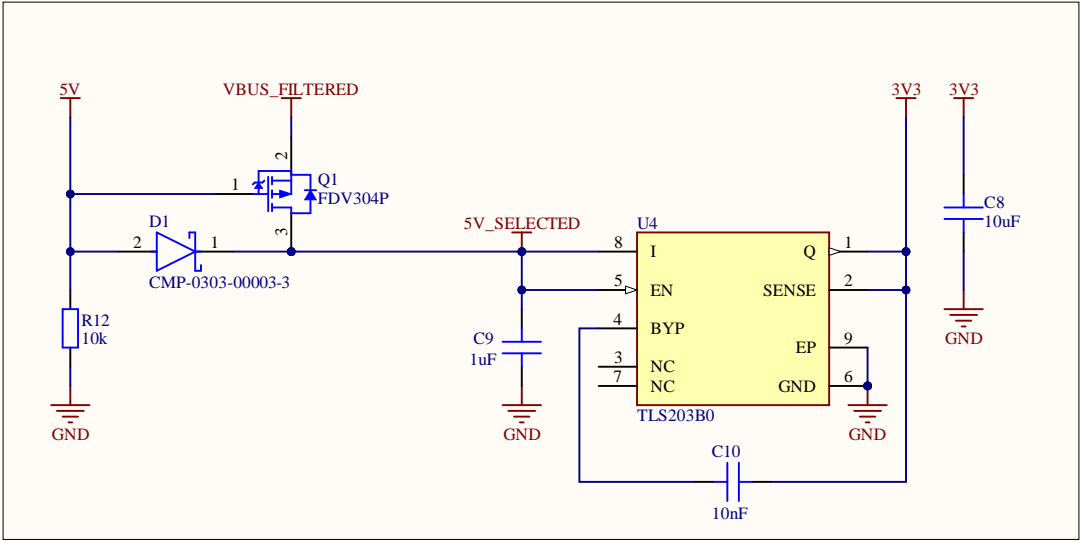 5V
VBUS_FILTERED
3V3
3V3
2
1
Q1
FDV304P
3
D1
2
1
CMP-0303-00003-3
R12
10k
GND
5V_SELECTED
C9
1uF
GND
U4
8
I
5
EN
4
BYP
3
NC
7
NC
Q
1
SENSE
2
EP
9
GND
6
TLS203B0
GND
C10
10nF
C8
10uF
GND